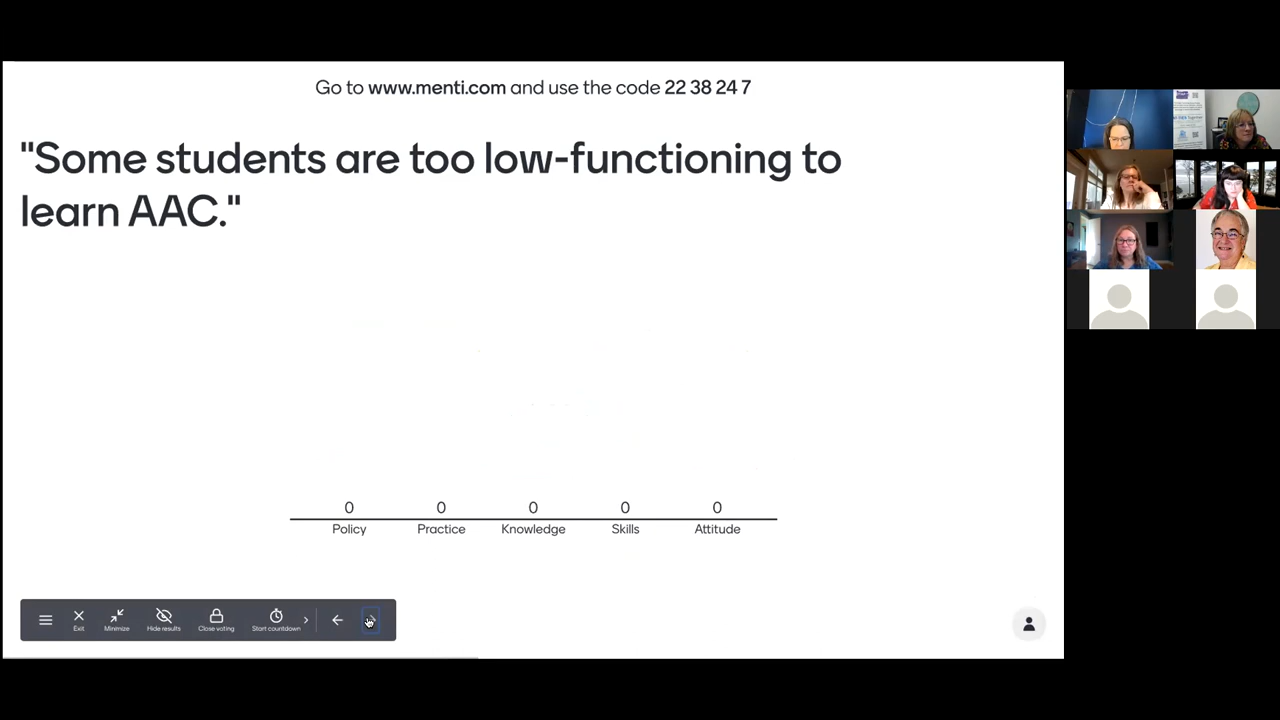 Go to www.menti.com and use the code 22 38 24 7
"Some students are too low-functioning to
learn AAC."
0 0 0 0 0
Policy Practice Knowledge Skills Attitude
Exit Minimize Hide results Close voting Start countdown